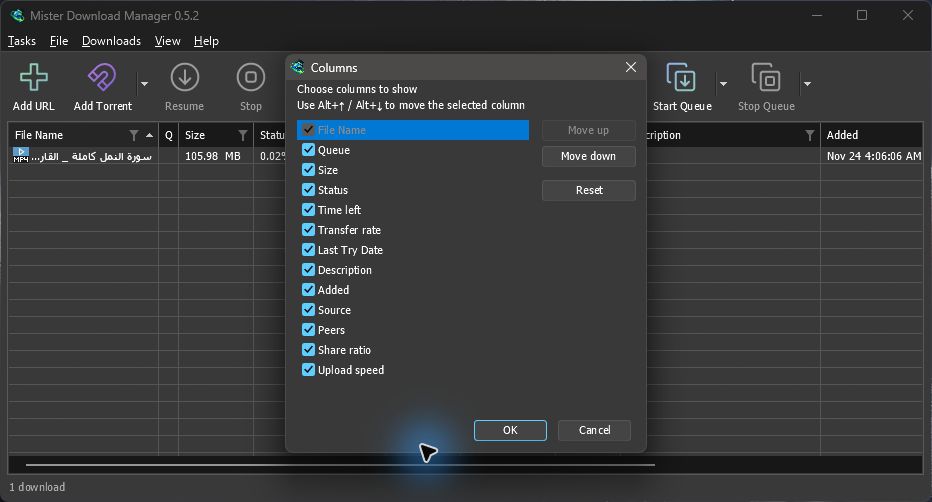 Mister Download Manager 0.5.2
Tasks File Downloads View Help
Add URL
Add Torrent
Resume
Stop
Start Queue
Stop Queue
File Name Q Size Statu cription Added
MP4 سورة النمل كاملة _ القار... 105.98 MB 0.02% Nov 24 4:06:06 AM
Columns
Choose columns to show
Use Alt+↑ / Alt+↓ to move the selected column
File Name
Queue
Size
Status
Time left
Transfer rate
Last Try Date
Description
Added
Source
Peers
Share ratio
Upload speed
Move up
Move down
Reset
OK
Cancel
1 download